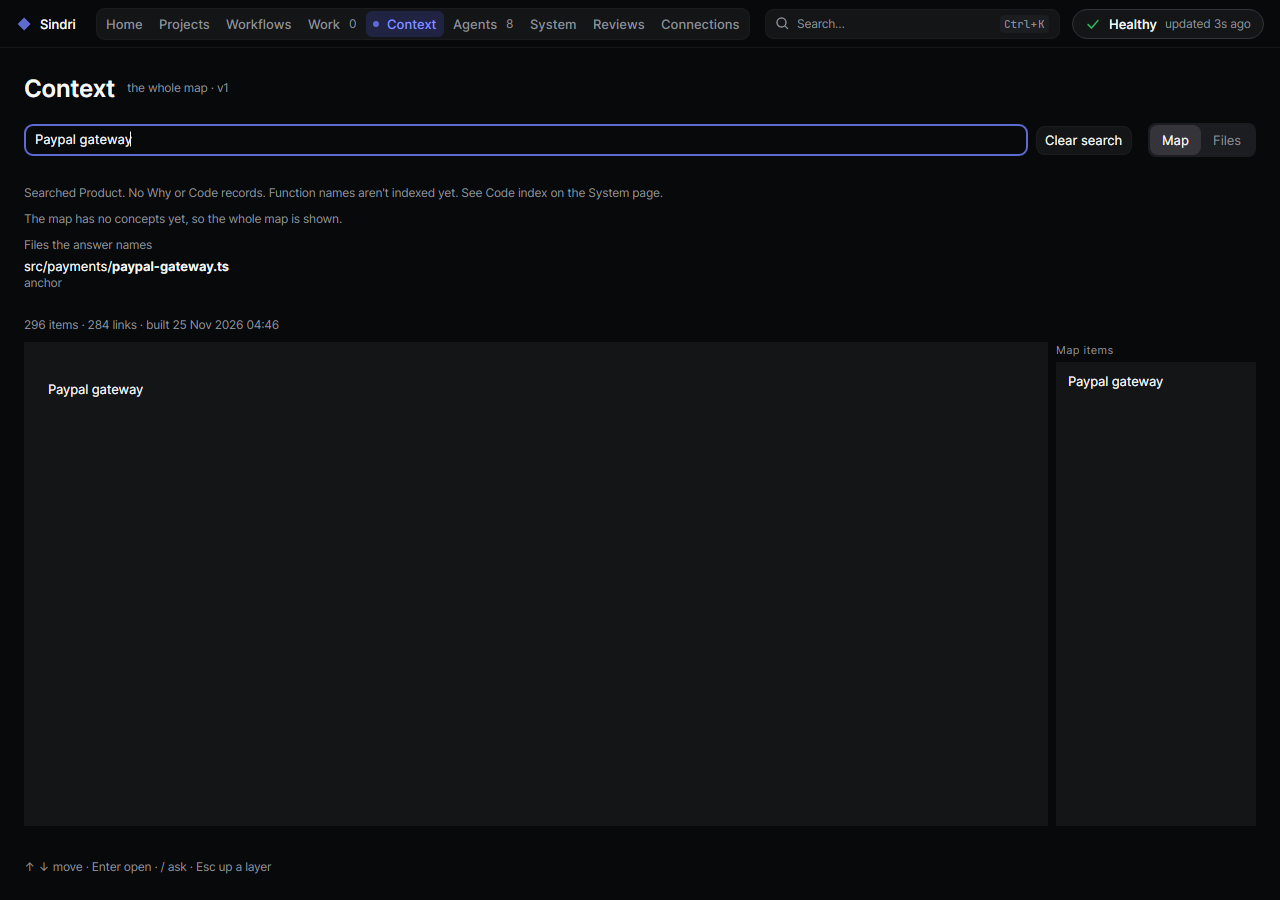 Sindri Home Projects Workflows Work 0 Context Agents 8 System Reviews Connections Search... Ctrl+K Healthy updated 3s ago
Context the whole map · v1
Paypal gateway Clear search Map Files
Searched Product. No Why or Code records. Function names aren't indexed yet. See Code index on the System page.
The map has no concepts yet, so the whole map is shown.
Files the answer names
src/payments/paypal-gateway.ts
anchor
296 items · 284 links · built 25 Nov 2026 04:46
Map items
Paypal gateway
Paypal gateway
↑ ↓ move · Enter open · / ask · Esc up a layer